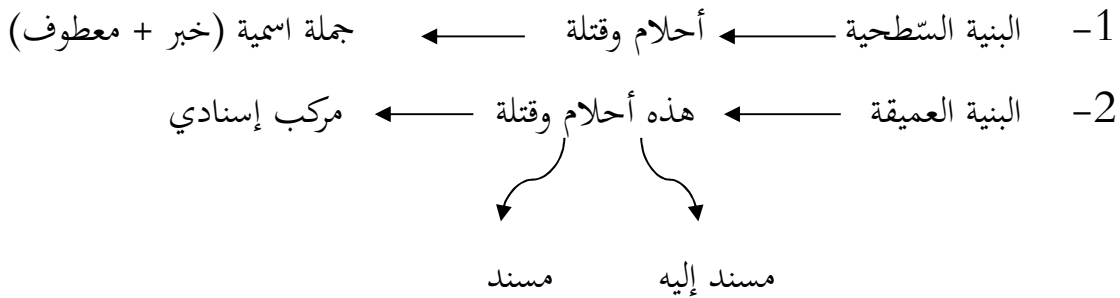 1- البنية السّطحية ← أحلام وقتلة ← جملة اسمية (خبر + معطوف)
2- البنية العميقة ← هذه أحلام وقتلة ← مركب إسنادي
مسند إليه مسند